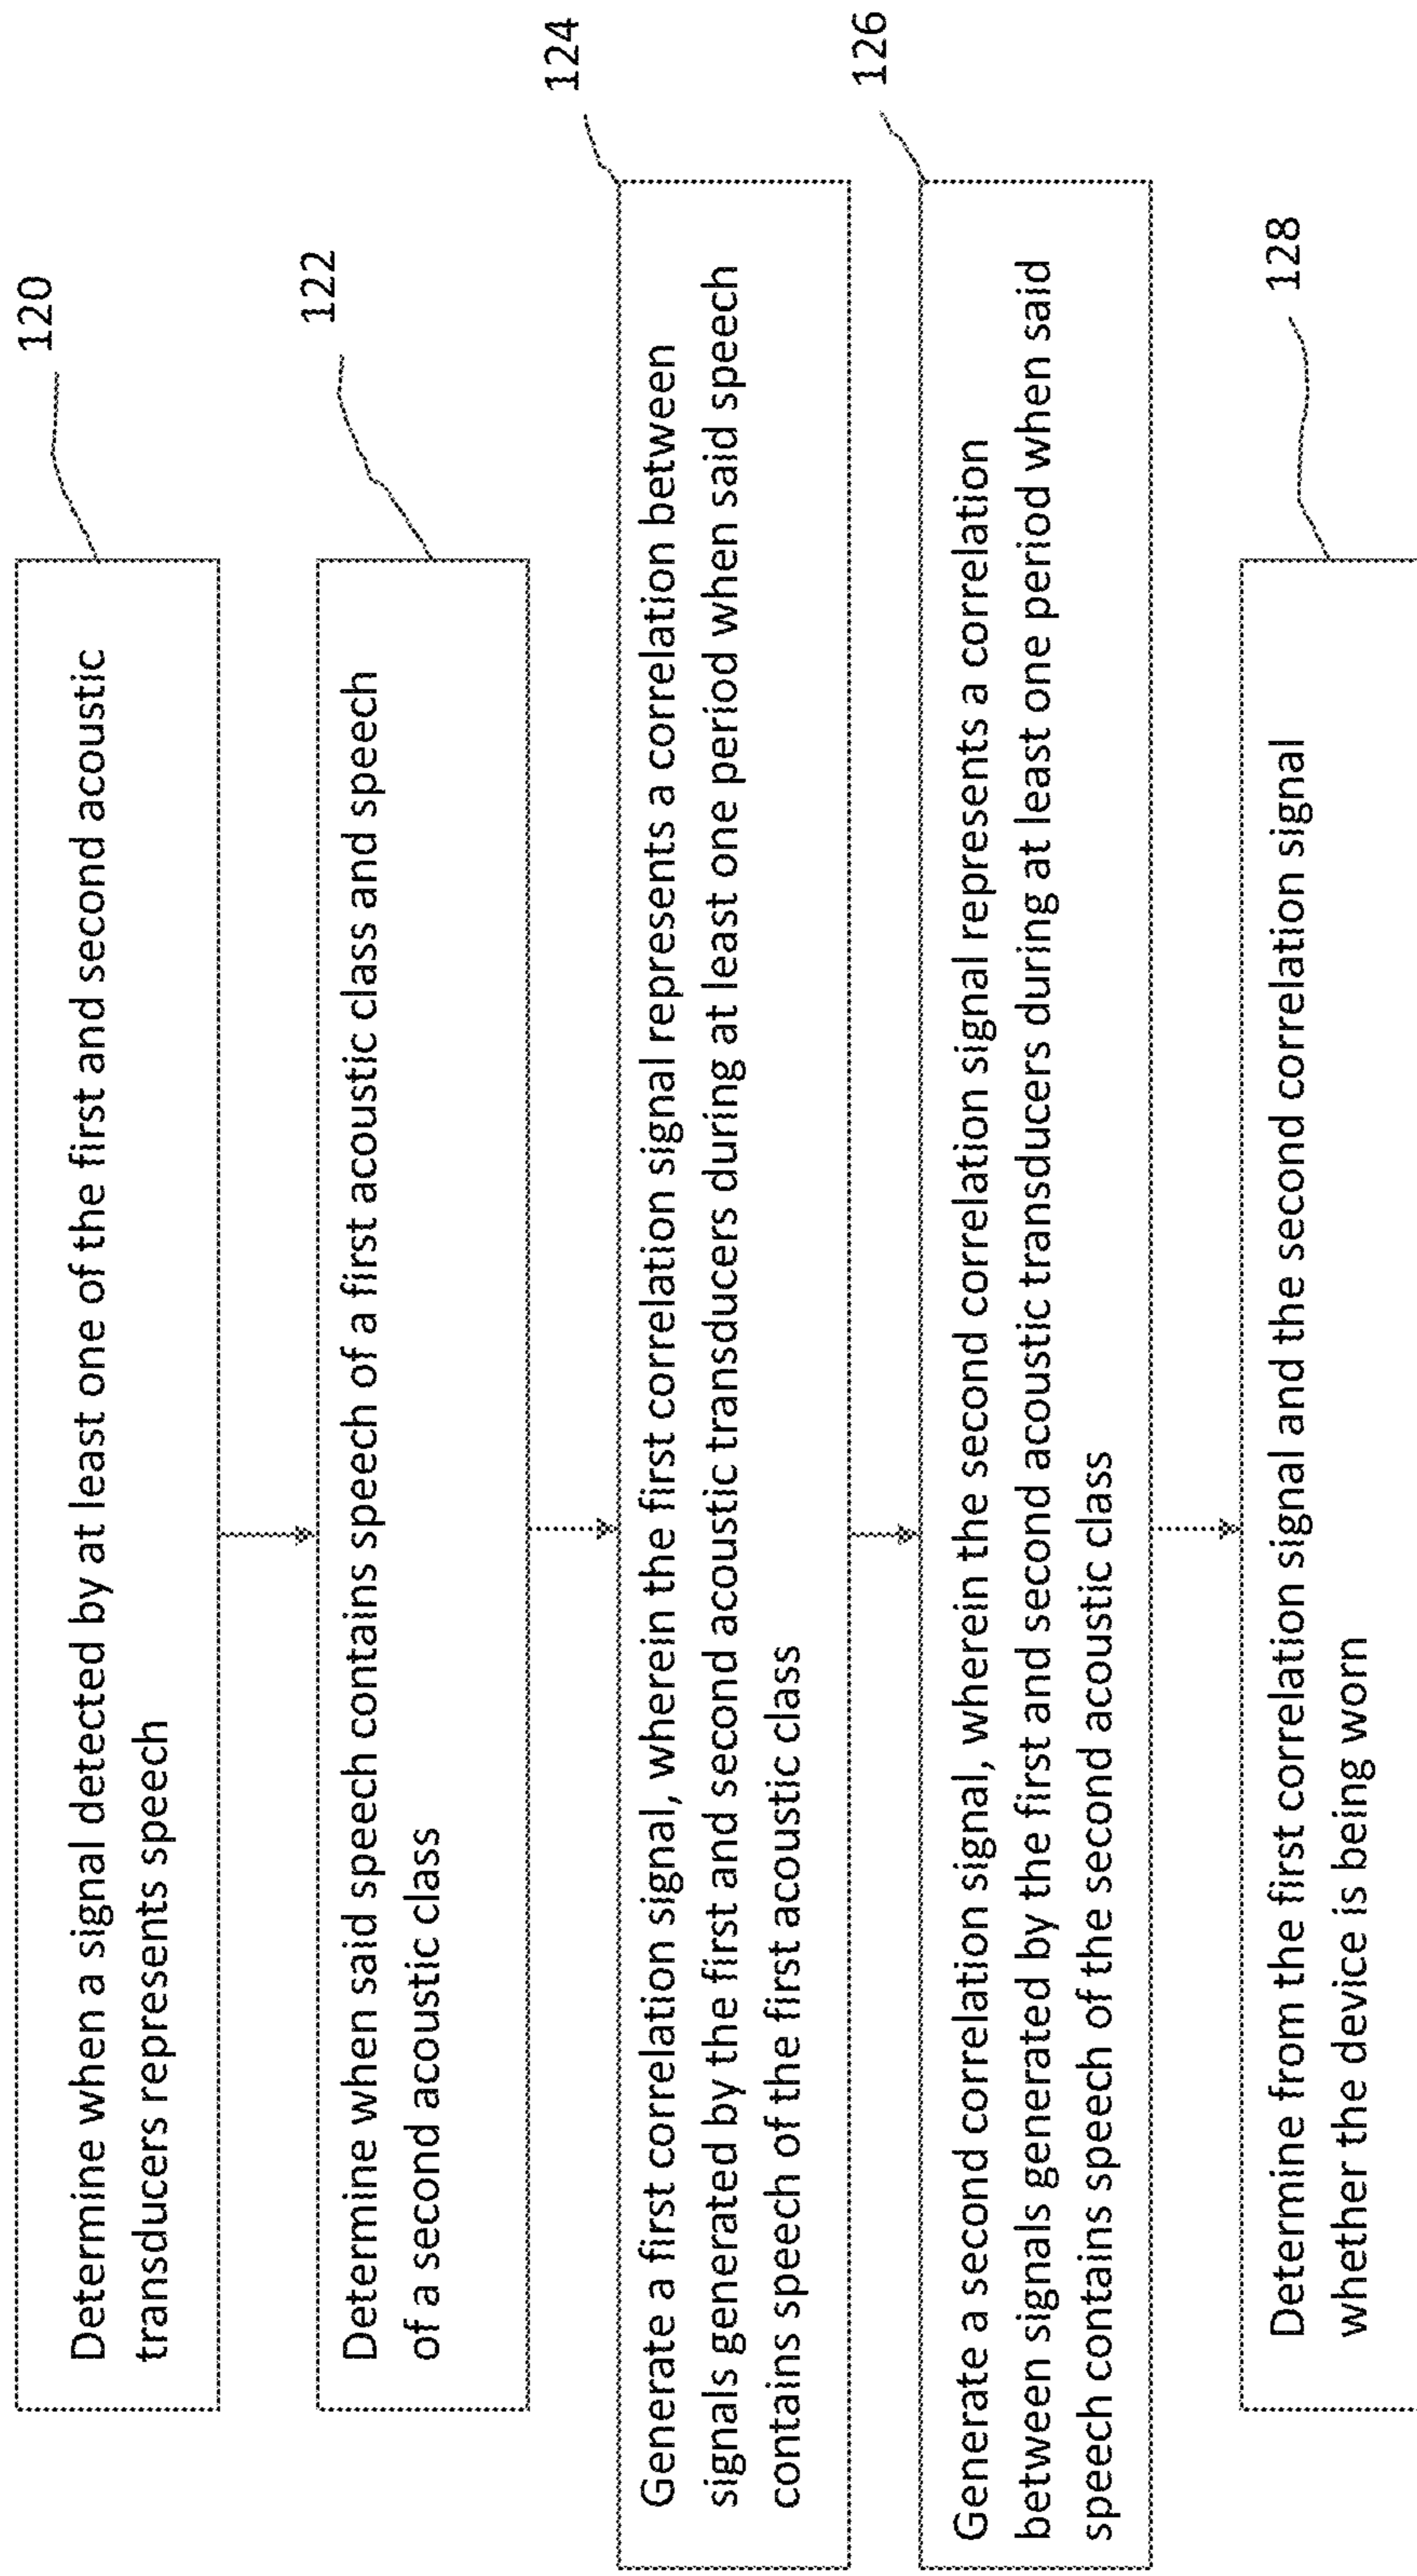 120
Determine when a signal detected by at least one of the first and second acoustic
transducers represents speech
122
Determine when said speech contains speech of a first acoustic class and speech
of a second acoustic class
124
Generate a first correlation signal, wherein the first correlation signal represents a correlation between
signals generated by the first and second acoustic transducers during at least one period when said speech
contains speech of the first acoustic class
126
Generate a second correlation signal, wherein the second correlation signal represents a correlation
between signals generated by the first and second acoustic transducers during at least one period when said
speech contains speech of the second acoustic class
128
Determine from the first correlation signal and the second correlation signal
whether the device is being worn